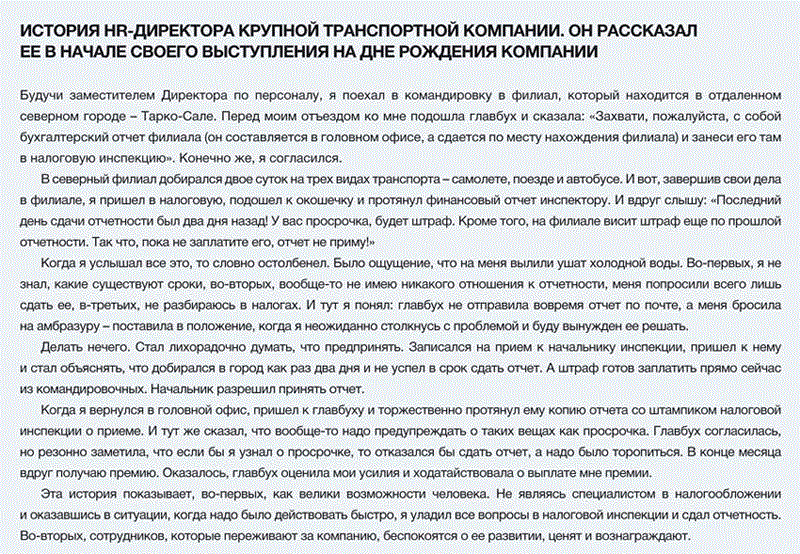 ИСТОРИЯ HR-ДИРЕКТОРА КРУПНОЙ ТРАНСПОРТНОЙ КОМПАНИИ. ОН РАССКАЗАЛ
ЕЕ В НАЧАЛЕ СВОЕГО ВЫСТУПЛЕНИЯ НА ДНЕ РОЖДЕНИЯ КОМПАНИИ
Будучи заместителем Директора по персоналу, я поехал в командировку в филиал, который находится в отдаленном
северном городе – Тарко-Сале. Перед моим отъездом ко мне подошла главбух и сказала: «Захвати, пожалуйста, с собой
бухгалтерский отчет филиала (он составляется в головном офисе, а сдается по месту нахождения филиала) и занеси его там
в налоговую инспекцию». Конечно же, я согласился.
В северный филиал добирался двое суток на трех видах транспорта – самолете, поезде и автобусе. И вот, завершив свои дела
в филиале, я пришел в налоговую, подошел к окошечку и протянул финансовый отчет инспектору. И вдруг слышу: «Последний
день сдачи отчетности был два дня назад! У вас просрочка, будет штраф. Кроме того, на филиале висит штраф еще по прошлой
отчетности. Так что, пока не заплатите его, отчет не приму!»
Когда я услышал все это, то словно остолбенел. Было ощущение, что на меня вылили ушат холодной воды. Во-первых, я не
знал, какие существуют сроки, во-вторых, вообще-то не имею никакого отношения к отчетности, меня попросили всего лишь
сдать ее, в-третьих, не разбираюсь в налогах. И тут я понял: главбух не отправила вовремя отчет по почте, а меня бросила
на амбразуру – поставила в положение, когда я неожиданно столкнусь с проблемой и буду вынужден ее решать.
Делать нечего. Стал лихорадочно думать, что предпринять. Записался на прием к начальнику инспекции, пришел к нему
и стал объяснять, что добирался в город как раз два дня и не успел в срок сдать отчет. А штраф готов заплатить прямо сейчас
из командировочных. Начальник разрешил принять отчет.
Когда я вернулся в головной офис, пришел к главбуху и торжественно протянул ему копию отчета со штампиком налоговой
инспекции о приеме. И тут же сказал, что вообще-то надо предупреждать о таких вещах как просрочка. Главбух согласилась,
но резонно заметила, что если бы я узнал о просрочке, то отказался бы сдать отчет, а надо было торопиться. В конце месяца
вдруг получаю премию. Оказалось, главбух оценила мои усилия и ходатайствовала о выплате мне премии.
Эта история показывает, во-первых, как велики возможности человека. Не являясь специалистом в налогообложении
и оказавшись в ситуации, когда надо было действовать быстро, я уладил все вопросы в налоговой инспекции и сдал отчетность.
Во-вторых, сотрудников, которые переживают за компанию, беспокоятся о ее развитии, ценят и вознаграждают.